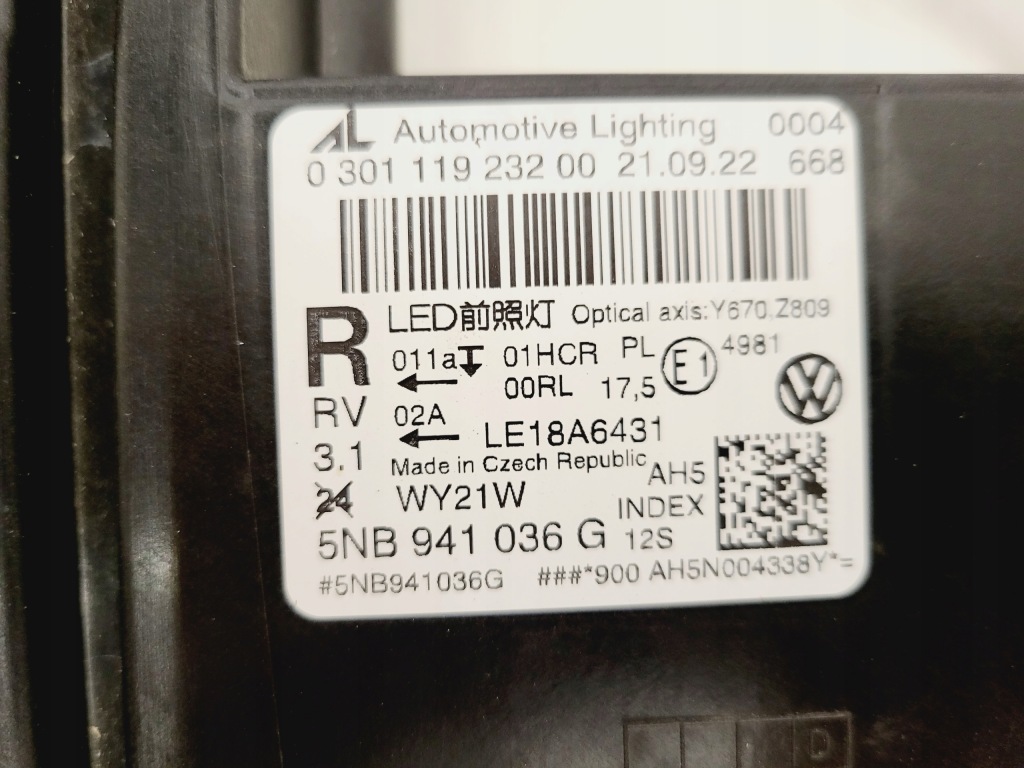 AL Automotive Lighting 0004
0 301 119 232 00 21.09.22 668
R LED前照灯 Optical axis:Y670.Z809
011a 01HCR PL E1 4981
00RL 17,5
RV 02A
LE18A6431
3.1 Made in Czech Republic AH5
24 WY21W INDEX
5NB 941 036 G 12S
#5NB941036G ###*900 AH5N004338Y*=